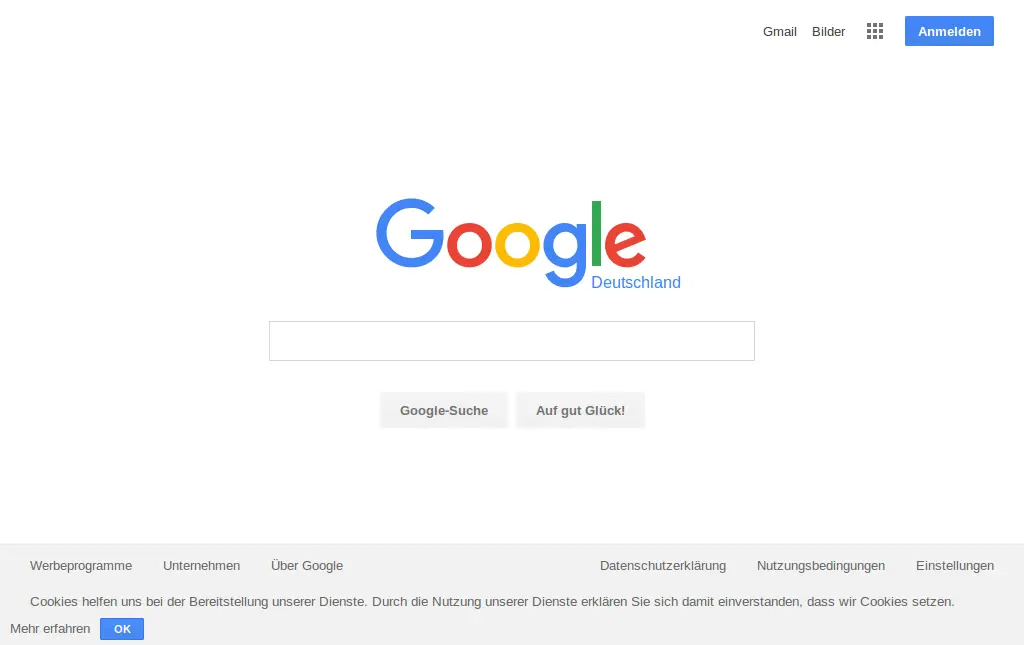 Gmail Bilder Anmelden
Google
Deutschland
Google-Suche Auf gut Glück!
Werbeprogramme Unternehmen Über Google Datenschutzerklärung Nutzungsbedingungen Einstellungen
Cookies helfen uns bei der Bereitstellung unserer Dienste. Durch die Nutzung unserer Dienste erklären Sie sich damit einverstanden, dass wir Cookies setzen.
Mehr erfahren OK